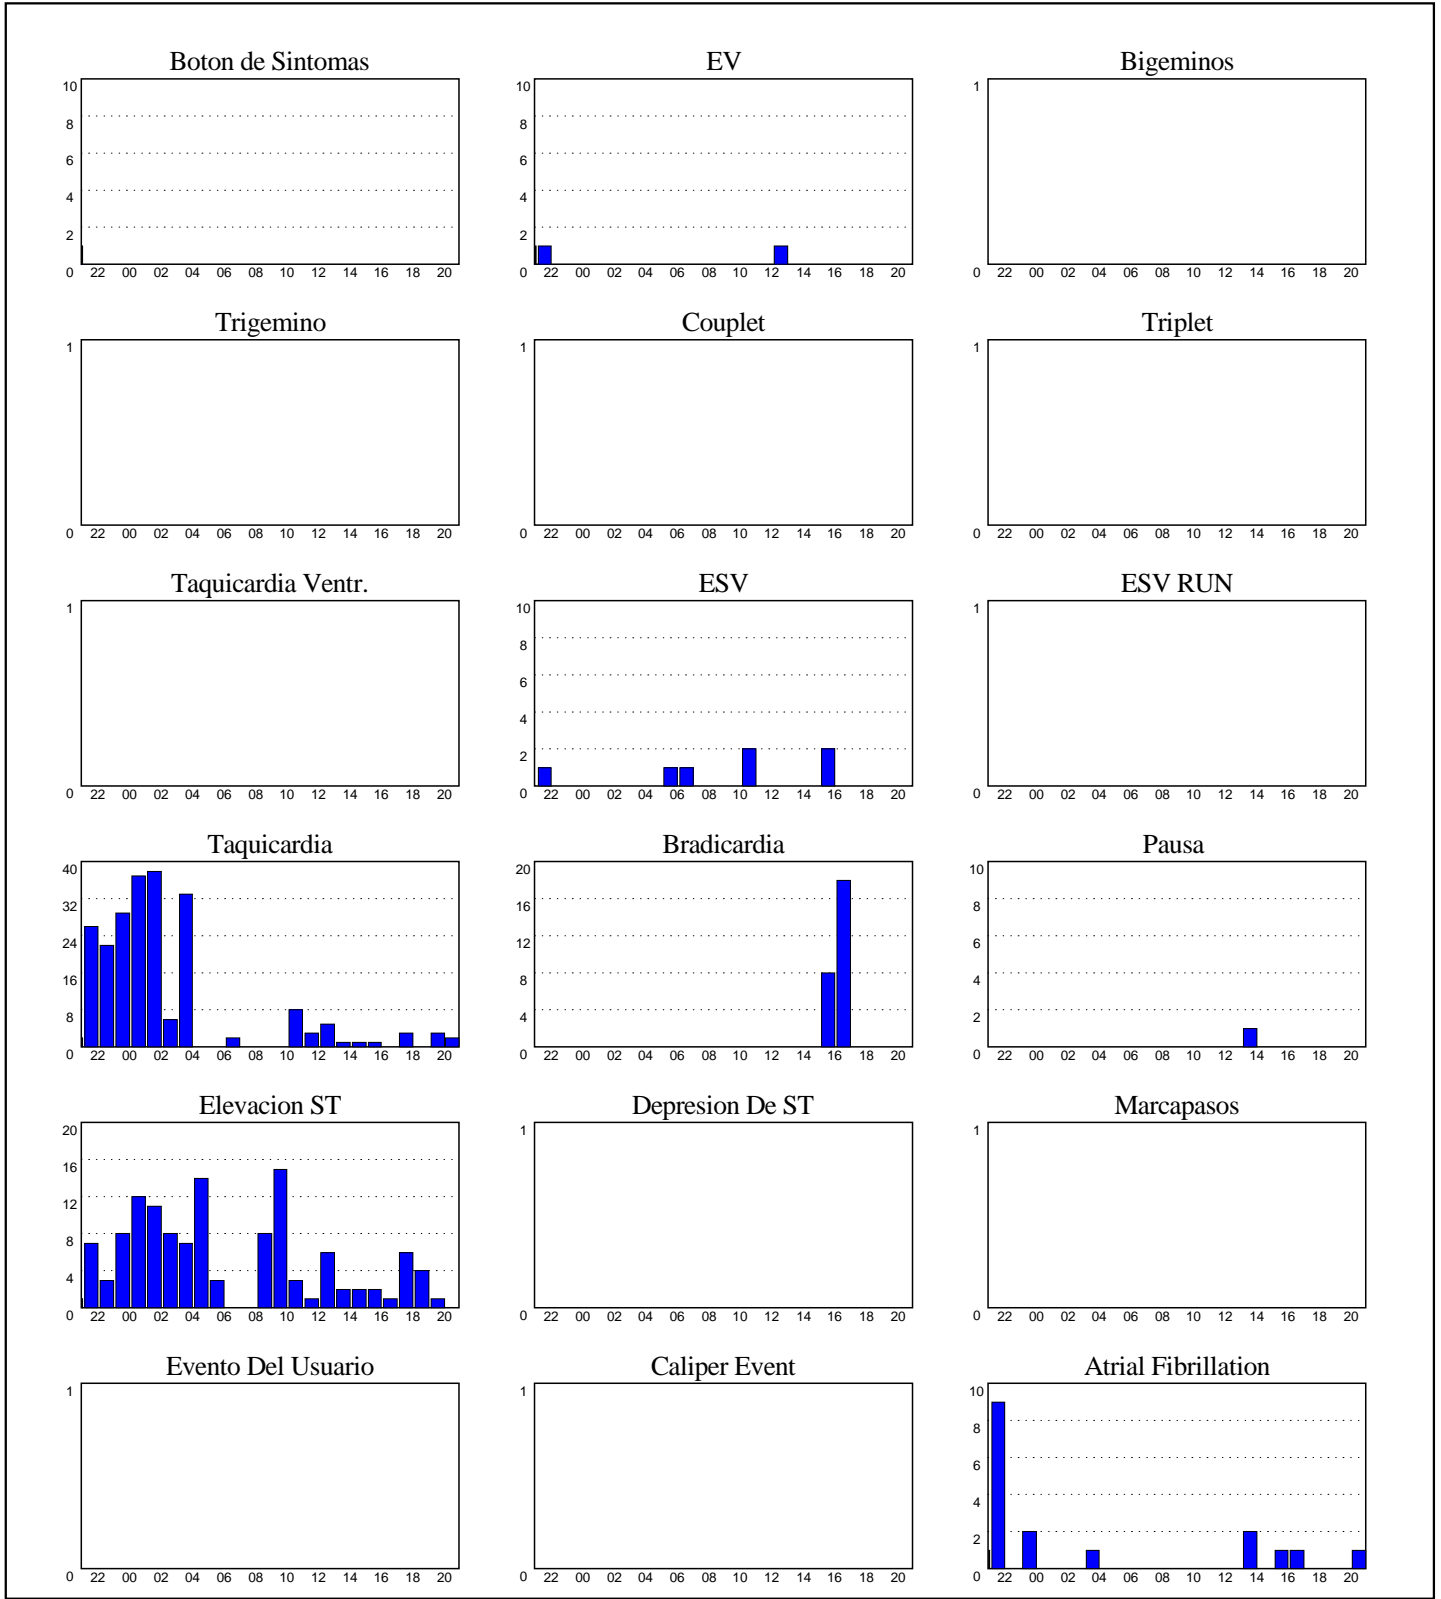 Boton de Sintomas EV Bigeminos
10 10 1
8 8
6 6
4 4
2 2
0 22 00 02 04 06 08 10 12 14 16 18 20 0 22 00 02 04 06 08 10 12 14 16 18 20 0 22 00 02 04 06 08 10 12 14 16 18 20
Trigemino Couplet Triplet
1 1 1
0 22 00 02 04 06 08 10 12 14 16 18 20 0 22 00 02 04 06 08 10 12 14 16 18 20 0 22 00 02 04 06 08 10 12 14 16 18 20
Taquicardia Ventr. ESV ESV RUN
1 10 1
8
6
4
2
0 22 00 02 04 06 08 10 12 14 16 18 20 0 22 00 02 04 06 08 10 12 14 16 18 20 0 22 00 02 04 06 08 10 12 14 16 18 20
Taquicardia Bradicardia Pausa
40 20 10
32 16 8
24 12 6
16 8 4
8 4 2
0 22 00 02 04 06 08 10 12 14 16 18 20 0 22 00 02 04 06 08 10 12 14 16 18 20 0 22 00 02 04 06 08 10 12 14 16 18 20
Elevacion ST Depresion De ST Marcapasos
20 1 1
16
12
8
4
0 22 00 02 04 06 08 10 12 14 16 18 20 0 22 00 02 04 06 08 10 12 14 16 18 20 0 22 00 02 04 06 08 10 12 14 16 18 20
Evento Del Usuario Caliper Event Atrial Fibrillation
1 1 10
8
6
4
2
0 22 00 02 04 06 08 10 12 14 16 18 20 0 22 00 02 04 06 08 10 12 14 16 18 20 0 22 00 02 04 06 08 10 12 14 16 18 20